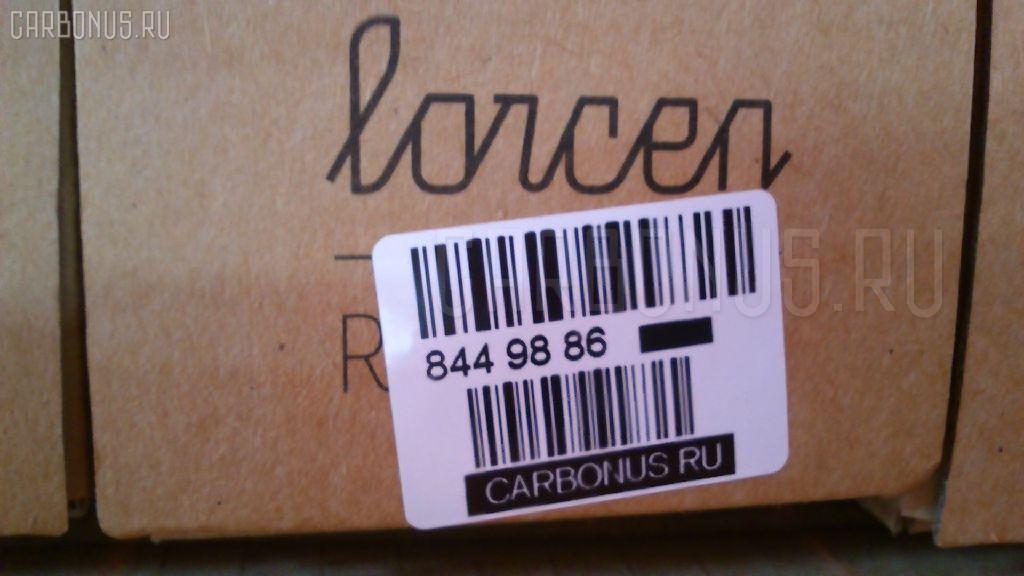 CARBONUS.RU
lorcen
CARBONUS.RU
R
844 98 86
CARBONUS RU